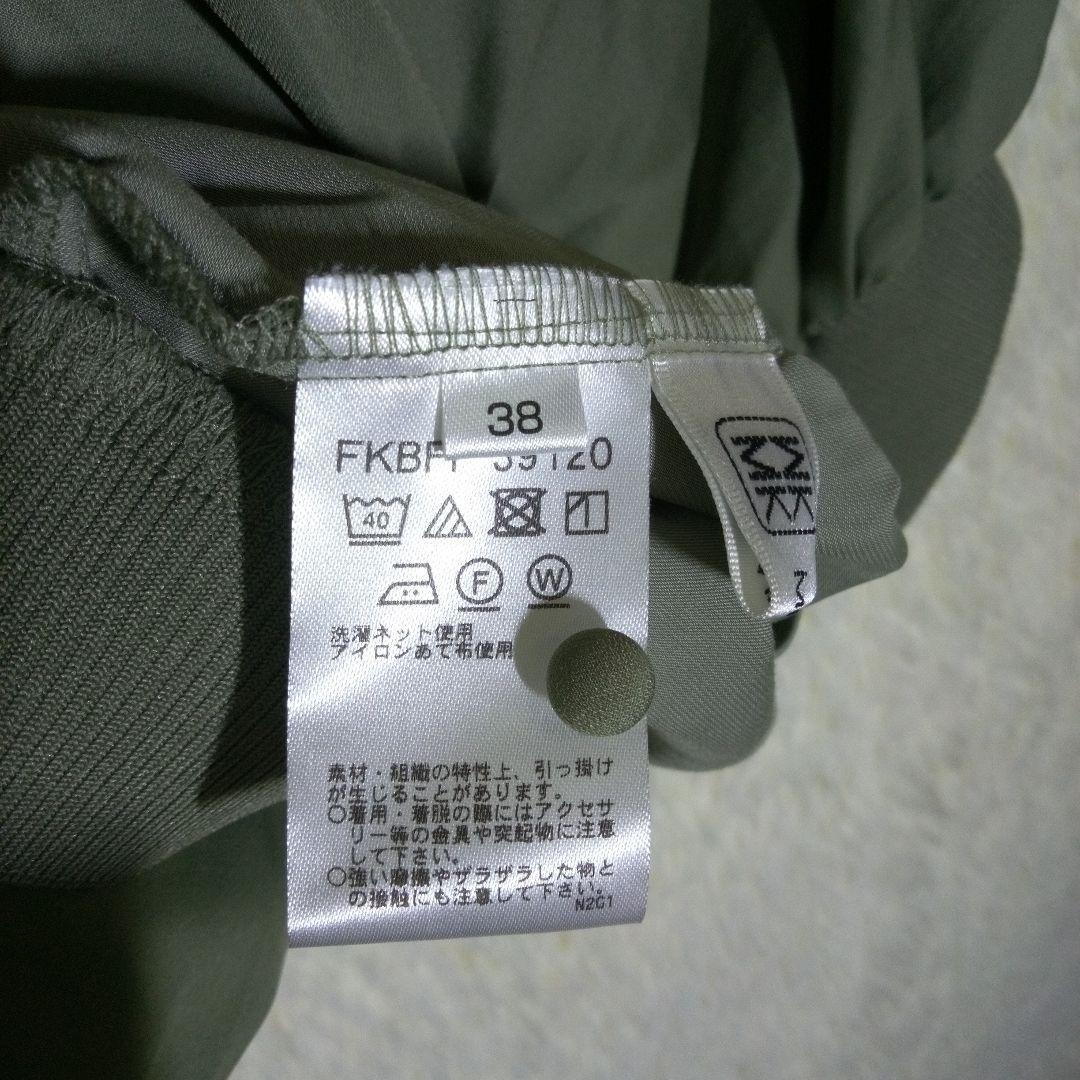 38
39120
40
F
W
洗濯ネット使用
アイロンあて布使用
素材・組織の特性上、引っ掛け
が生じることがあります。
○着用・着脱の際にはアクセサ
リー等の金具や突起物に注意
して下さい。
○強い摩擦やザラザラした物と
の接触にも注意して下さい。
N2C1